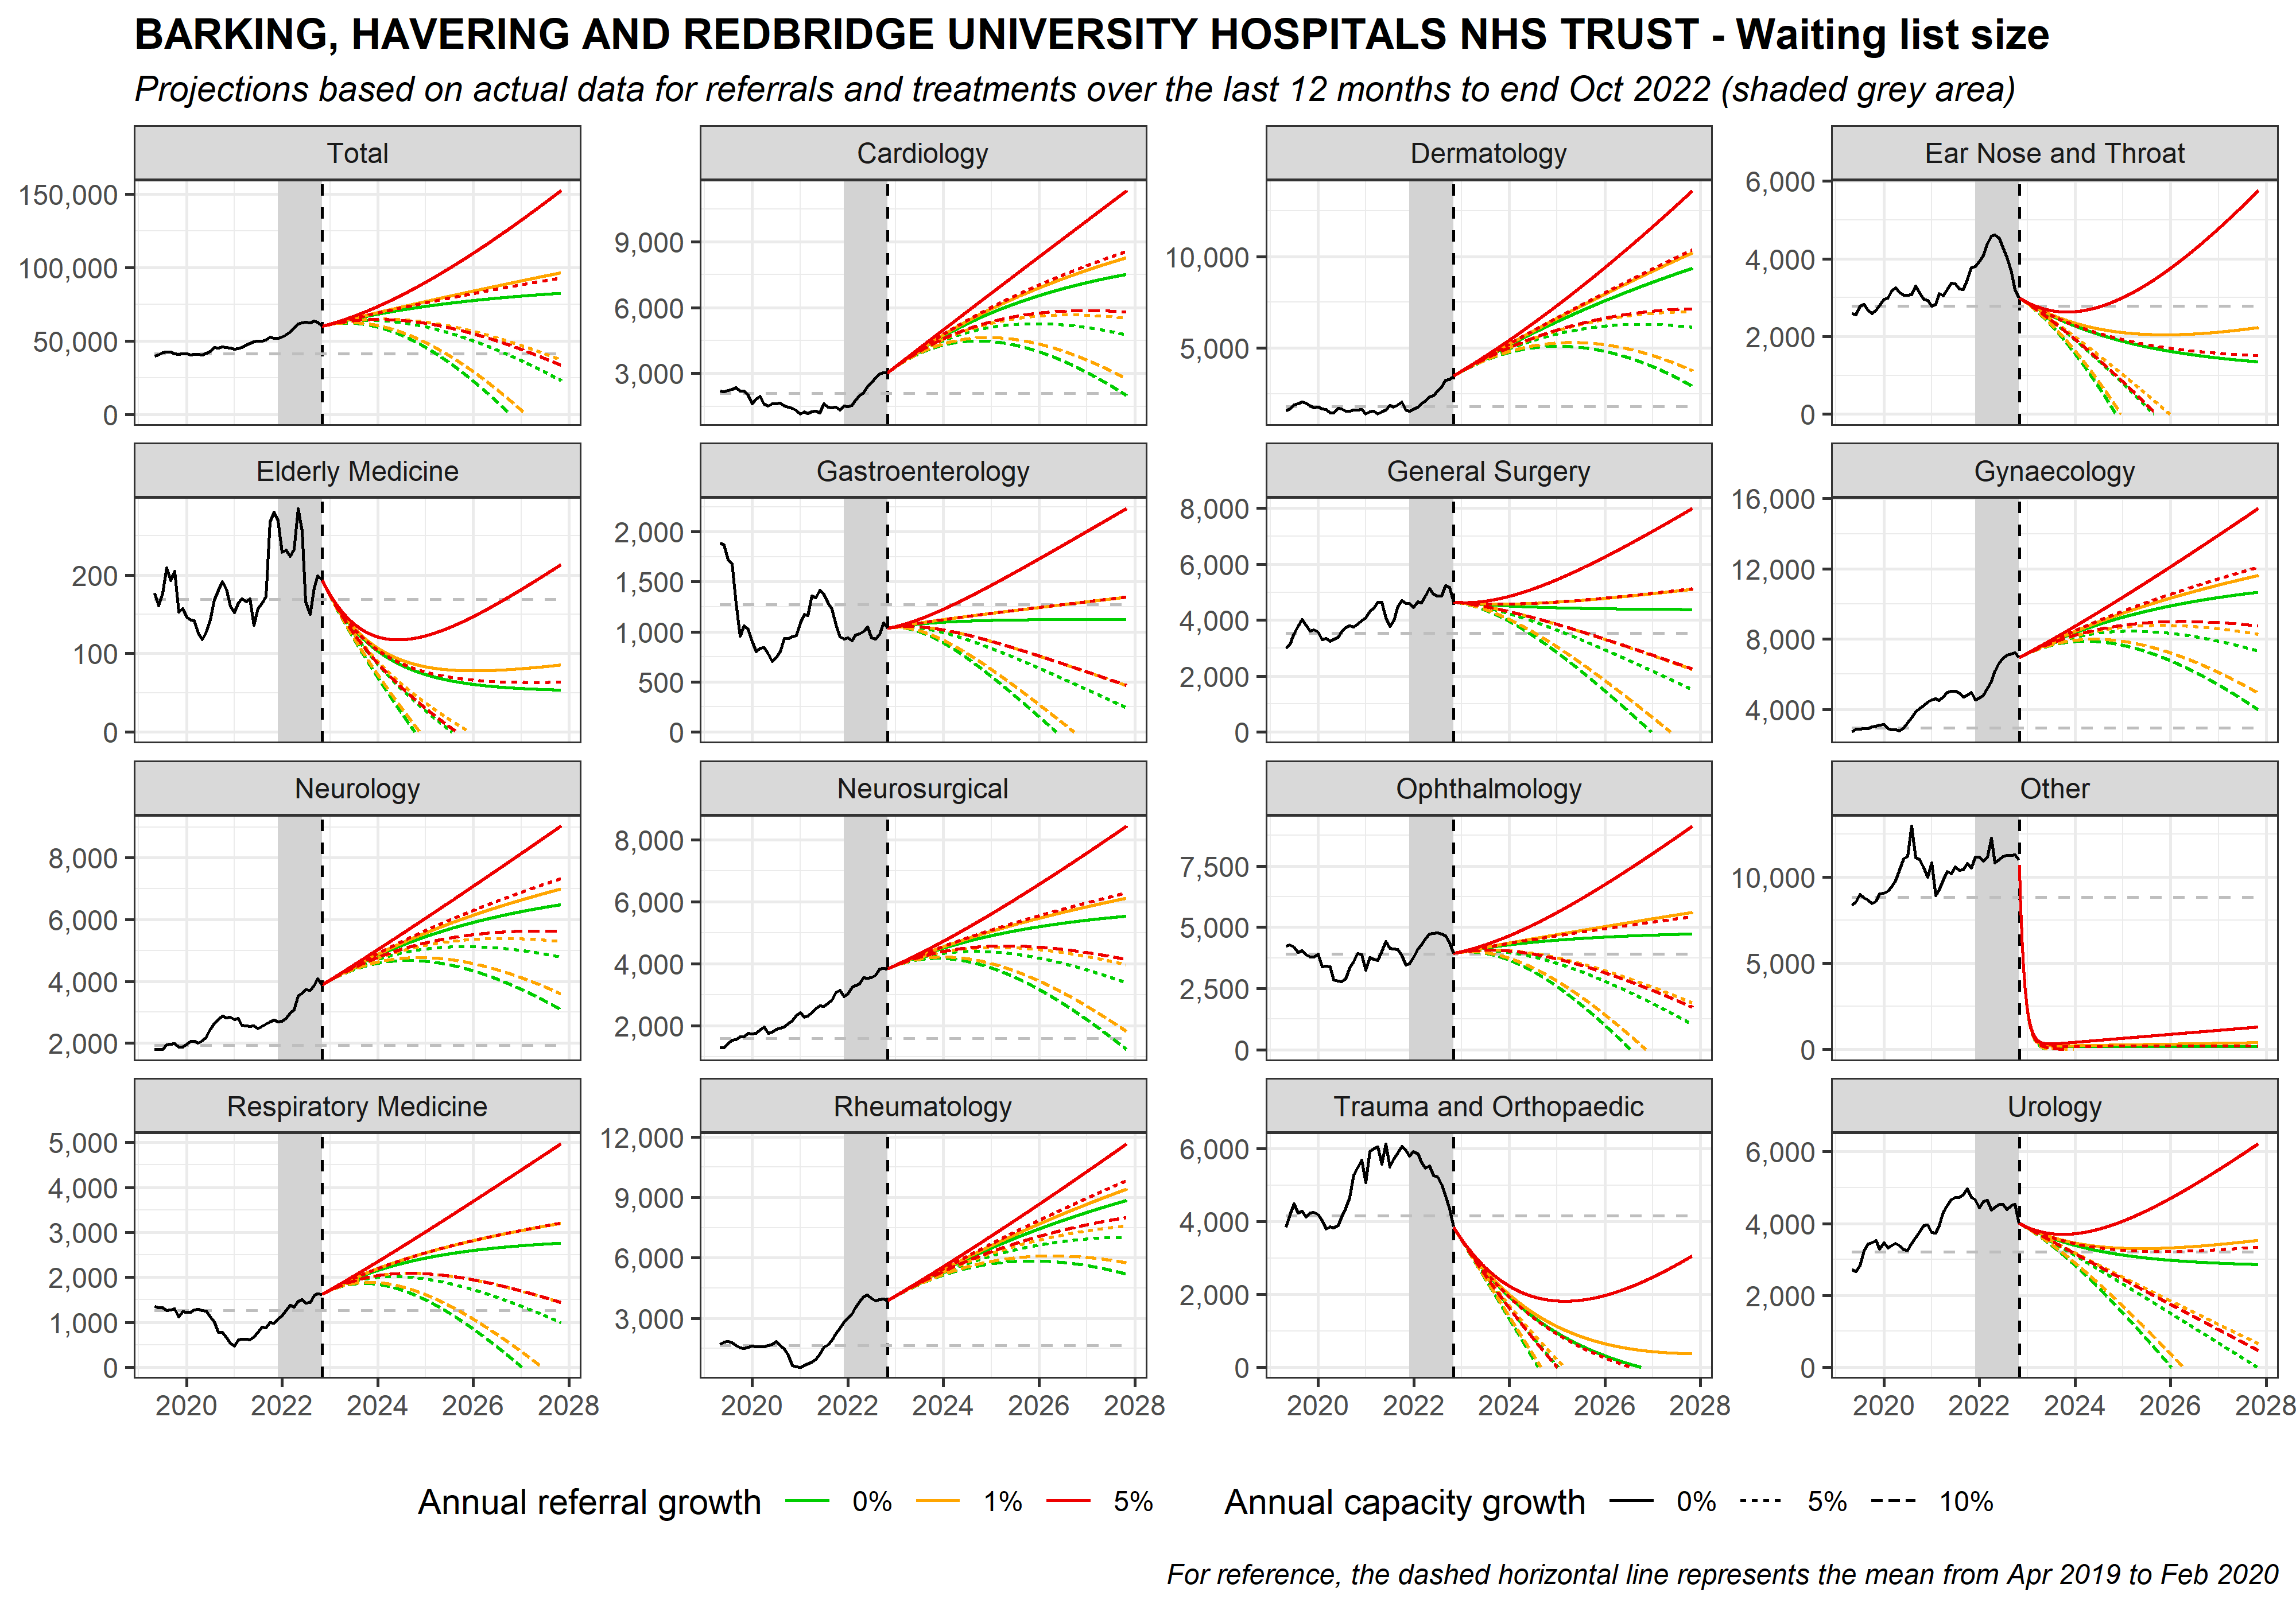 BARKING, HAVERING AND REDBRIDGE UNIVERSITY HOSPITALS NHS TRUST - Waiting list size
Projections based on actual data for referrals and treatments over the last 12 months to end Oct 2022 (shaded grey area)
Total
150,000
100,000
50,000
0
Cardiology
9,000
6,000
3,000
Dermatology
10,000
5,000
Ear Nose and Throat
6,000
4,000
2,000
0
Elderly Medicine
200
100
0
Gastroenterology
2,000
1,500
1,000
500
0
General Surgery
8,000
6,000
4,000
2,000
0
Gynaecology
16,000
12,000
8,000
4,000
Neurology
8,000
6,000
4,000
2,000
Neurosurgical
8,000
6,000
4,000
2,000
Ophthalmology
7,500
5,000
2,500
0
Other
10,000
5,000
0
Respiratory Medicine
5,000
4,000
3,000
2,000
1,000
0
2020 2022 2024 2026 2028
Rheumatology
12,000
9,000
6,000
3,000
2020 2022 2024 2026 2028
Trauma and Orthopaedic
6,000
4,000
2,000
0
2020 2022 2024 2026 2028
Urology
6,000
4,000
2,000
0
2020 2022 2024 2026 2028
Annual referral growth 0% 1% 5% Annual capacity growth 0% 5% 10%
For reference, the dashed horizontal line represents the mean from Apr 2019 to Feb 2020